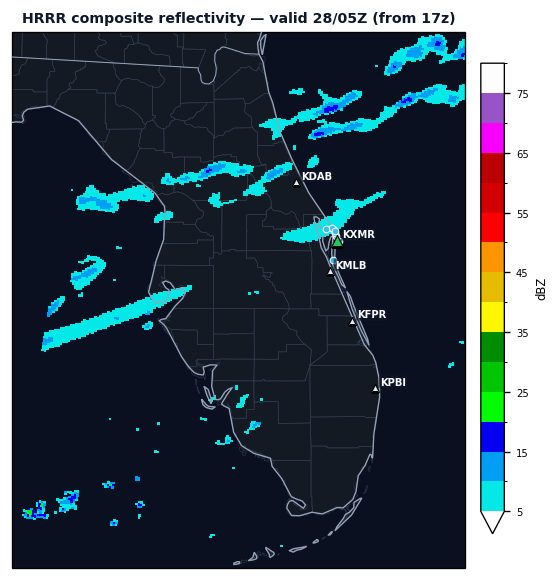 HRRR composite reflectivity — valid 28/05Z (from 17z)
KDAB
KXMR
KMLB
KFPR
KPBI
75
65
55
45
35
25
15
5
dBZ